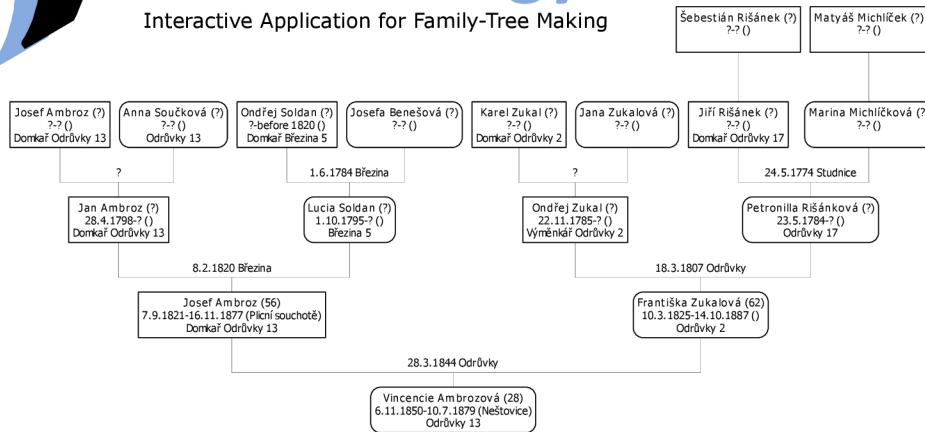 Interactive Application for Family-Tree Making
Šebestián Rišánek (?)
?-? ()
Matyáš Michlíček (?)
?-? ()
Josef Ambroz (?)
?-? ()
Domkař Odrůvky 13
Anna Součková (?)
?-? ()
Odrůvky 13
Ondřej Soldan (?)
?-before 1820 ()
Domkař Březina 5
Josefa Benešová (?)
?-? ()
Karel Zukal (?)
?-? ()
Domkař Odrůvky 2
Jana Zukalová (?)
?-? ()
Jiří Rišánek (?)
?-? ()
Domkař Odrůvky 17
Marina Michlíčková (?)
?-? ()
?
1.6.1784 Březina
?
24.5.1774 Studnice
Jan Ambroz (?)
28.4.1798-? ()
Domkař Odrůvky 13
Lucia Soldan (?)
1.10.1795-? ()
Březina 5
Ondřej Zukal (?)
22.11.1785-? ()
Výměnkář Odrůvky 2
Petronilla Rišánková (?)
23.5.1784-? ()
Odrůvky 17
8.2.1820 Březina
18.3.1807 Odrůvky
Josef Ambroz (56)
7.9.1821-16.11.1877 (Plicní souchotě)
Domkař Odrůvky 13
Františka Zukalová (62)
10.3.1825-14.10.1887 ()
Odrůvky 2
28.3.1844 Odrůvky
Vincencie Ambrozová (28)
6.11.1850-10.7.1879 (Neštovice)
Odrůvky 13